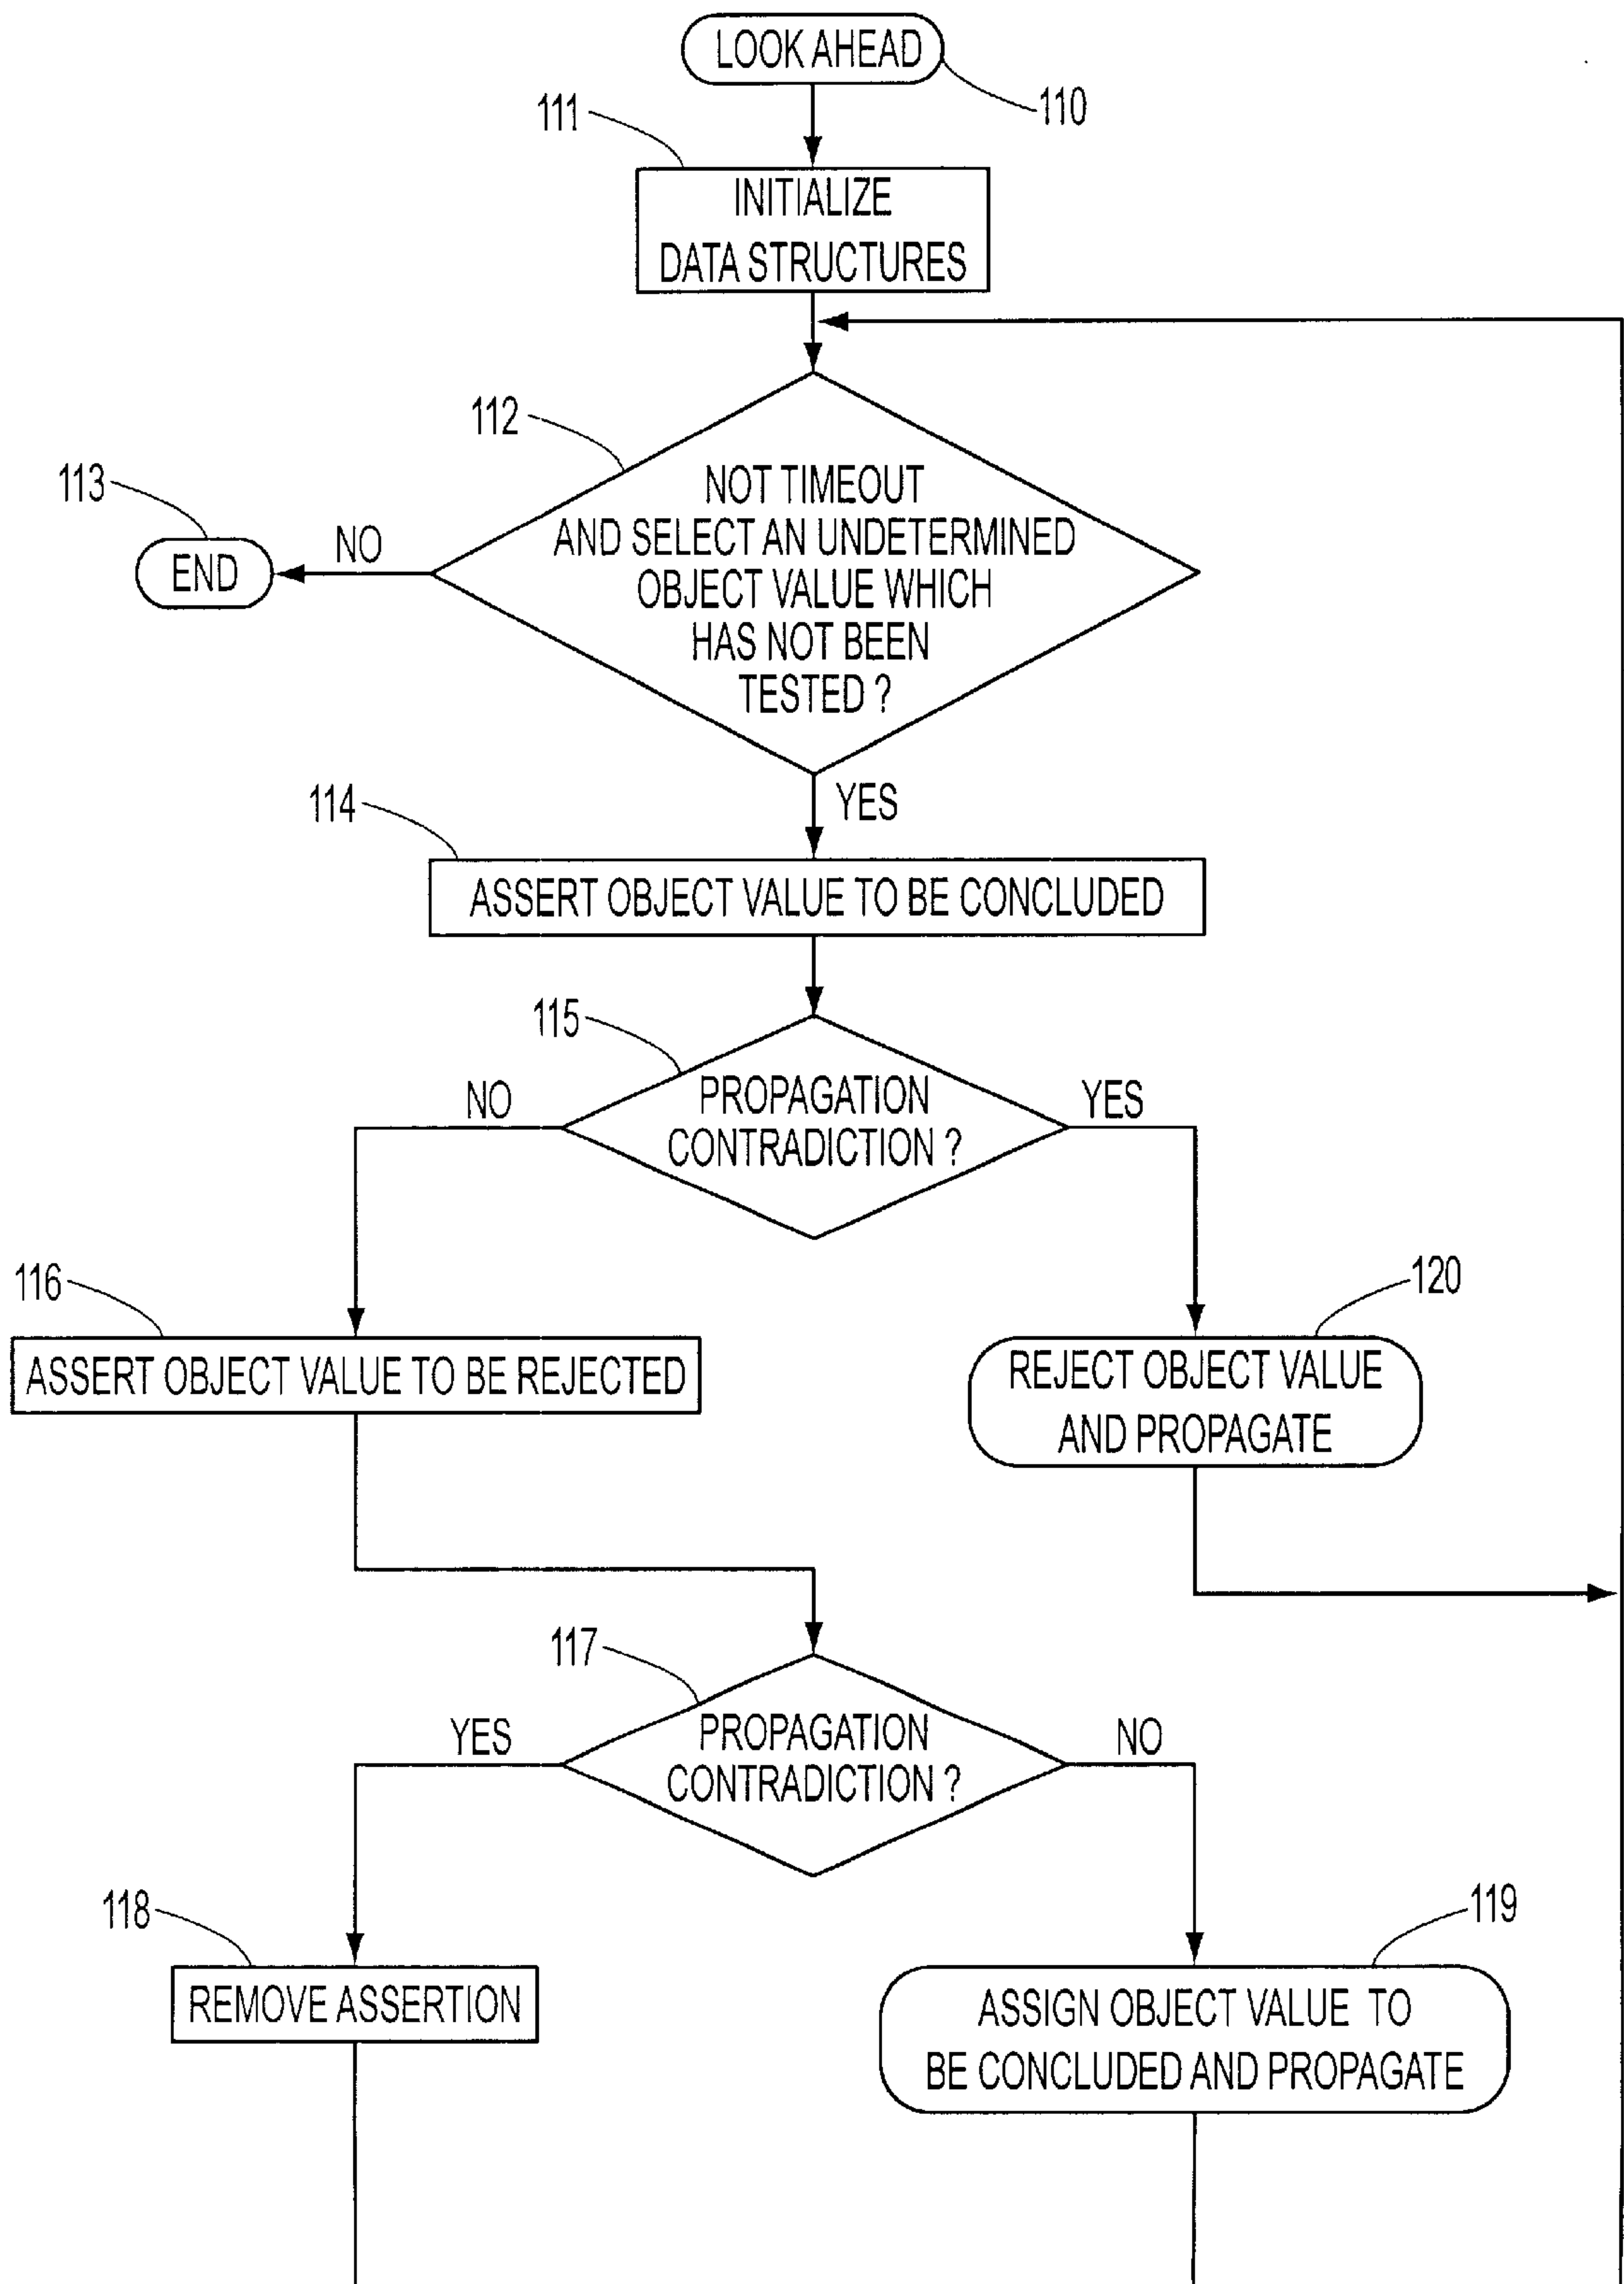 LOOK AHEAD
110
111
INITIALIZE
DATA STRUCTURES
112
NOT TIMEOUT
AND SELECT AN UNDETERMINED
OBJECT VALUE WHICH
HAS NOT BEEN
TESTED ?
113
NO
END
YES
114
ASSERT OBJECT VALUE TO BE CONCLUDED
115
NO
PROPAGATION
CONTRADICTION ?
YES
116
ASSERT OBJECT VALUE TO BE REJECTED
120
REJECT OBJECT VALUE
AND PROPAGATE
117
YES
PROPAGATION
CONTRADICTION ?
NO
118
REMOVE ASSERTION
119
ASSIGN OBJECT VALUE TO
BE CONCLUDED AND PROPAGATE